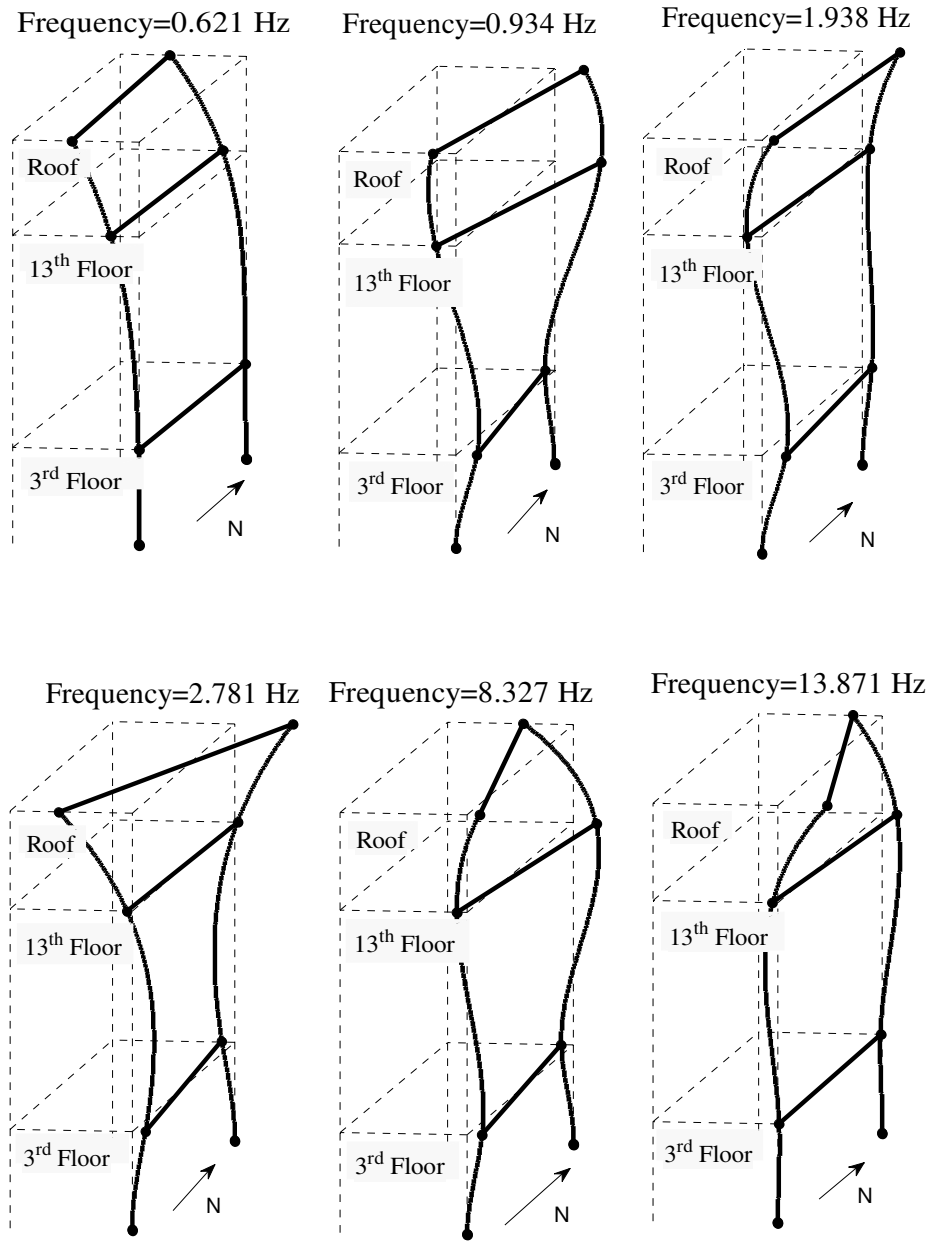 Frequency=0.621 Hz
Roof
13th Floor
3rd Floor
N
Frequency=0.934 Hz
Roof
13th Floor
3rd Floor
N
Frequency=1.938 Hz
Roof
13th Floor
3rd Floor
N
Frequency=2.781 Hz
Roof
13th Floor
3rd Floor
N
Frequency=8.327 Hz
Roof
13th Floor
3rd Floor
N
Frequency=13.871 Hz
Roof
13th Floor
3rd Floor
N